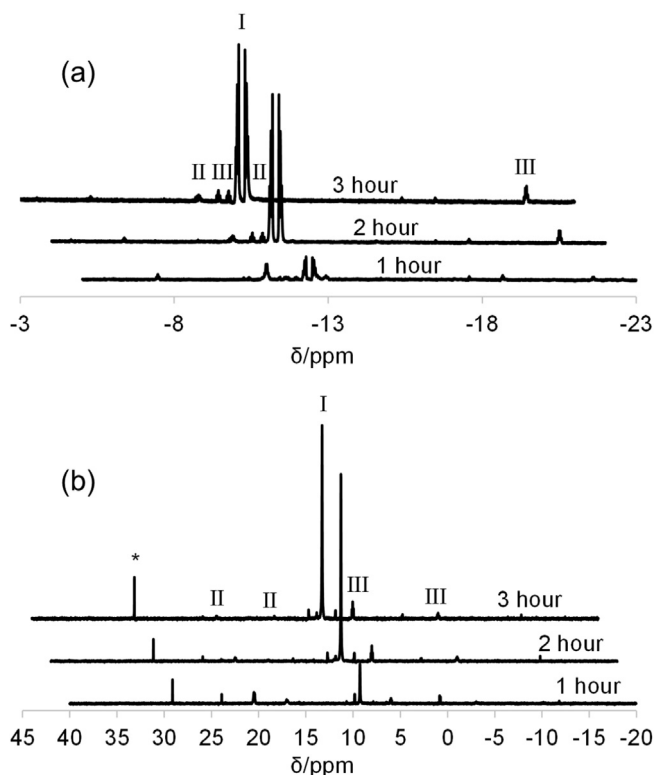 I
(a)
II III II III
3 hour
2 hour
1 hour
-3 -8 -13 -18 -23
δ/ppm
I
(b)
*
II II III III
3 hour
2 hour
1 hour
45 40 35 30 25 20 15 10 5 0 -5 -10 -15 -20
δ/ppm